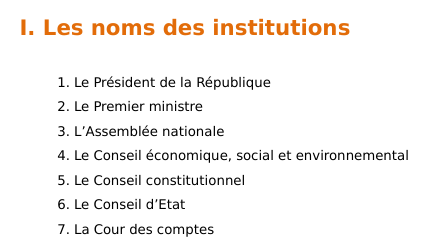 I. Les noms des institutions
1. Le Président de la République
2. Le Premier ministre
3. L’Assemblée nationale
4. Le Conseil économique, social et environnemental
5. Le Conseil constitutionnel
6. Le Conseil d’Etat
7. La Cour des comptes